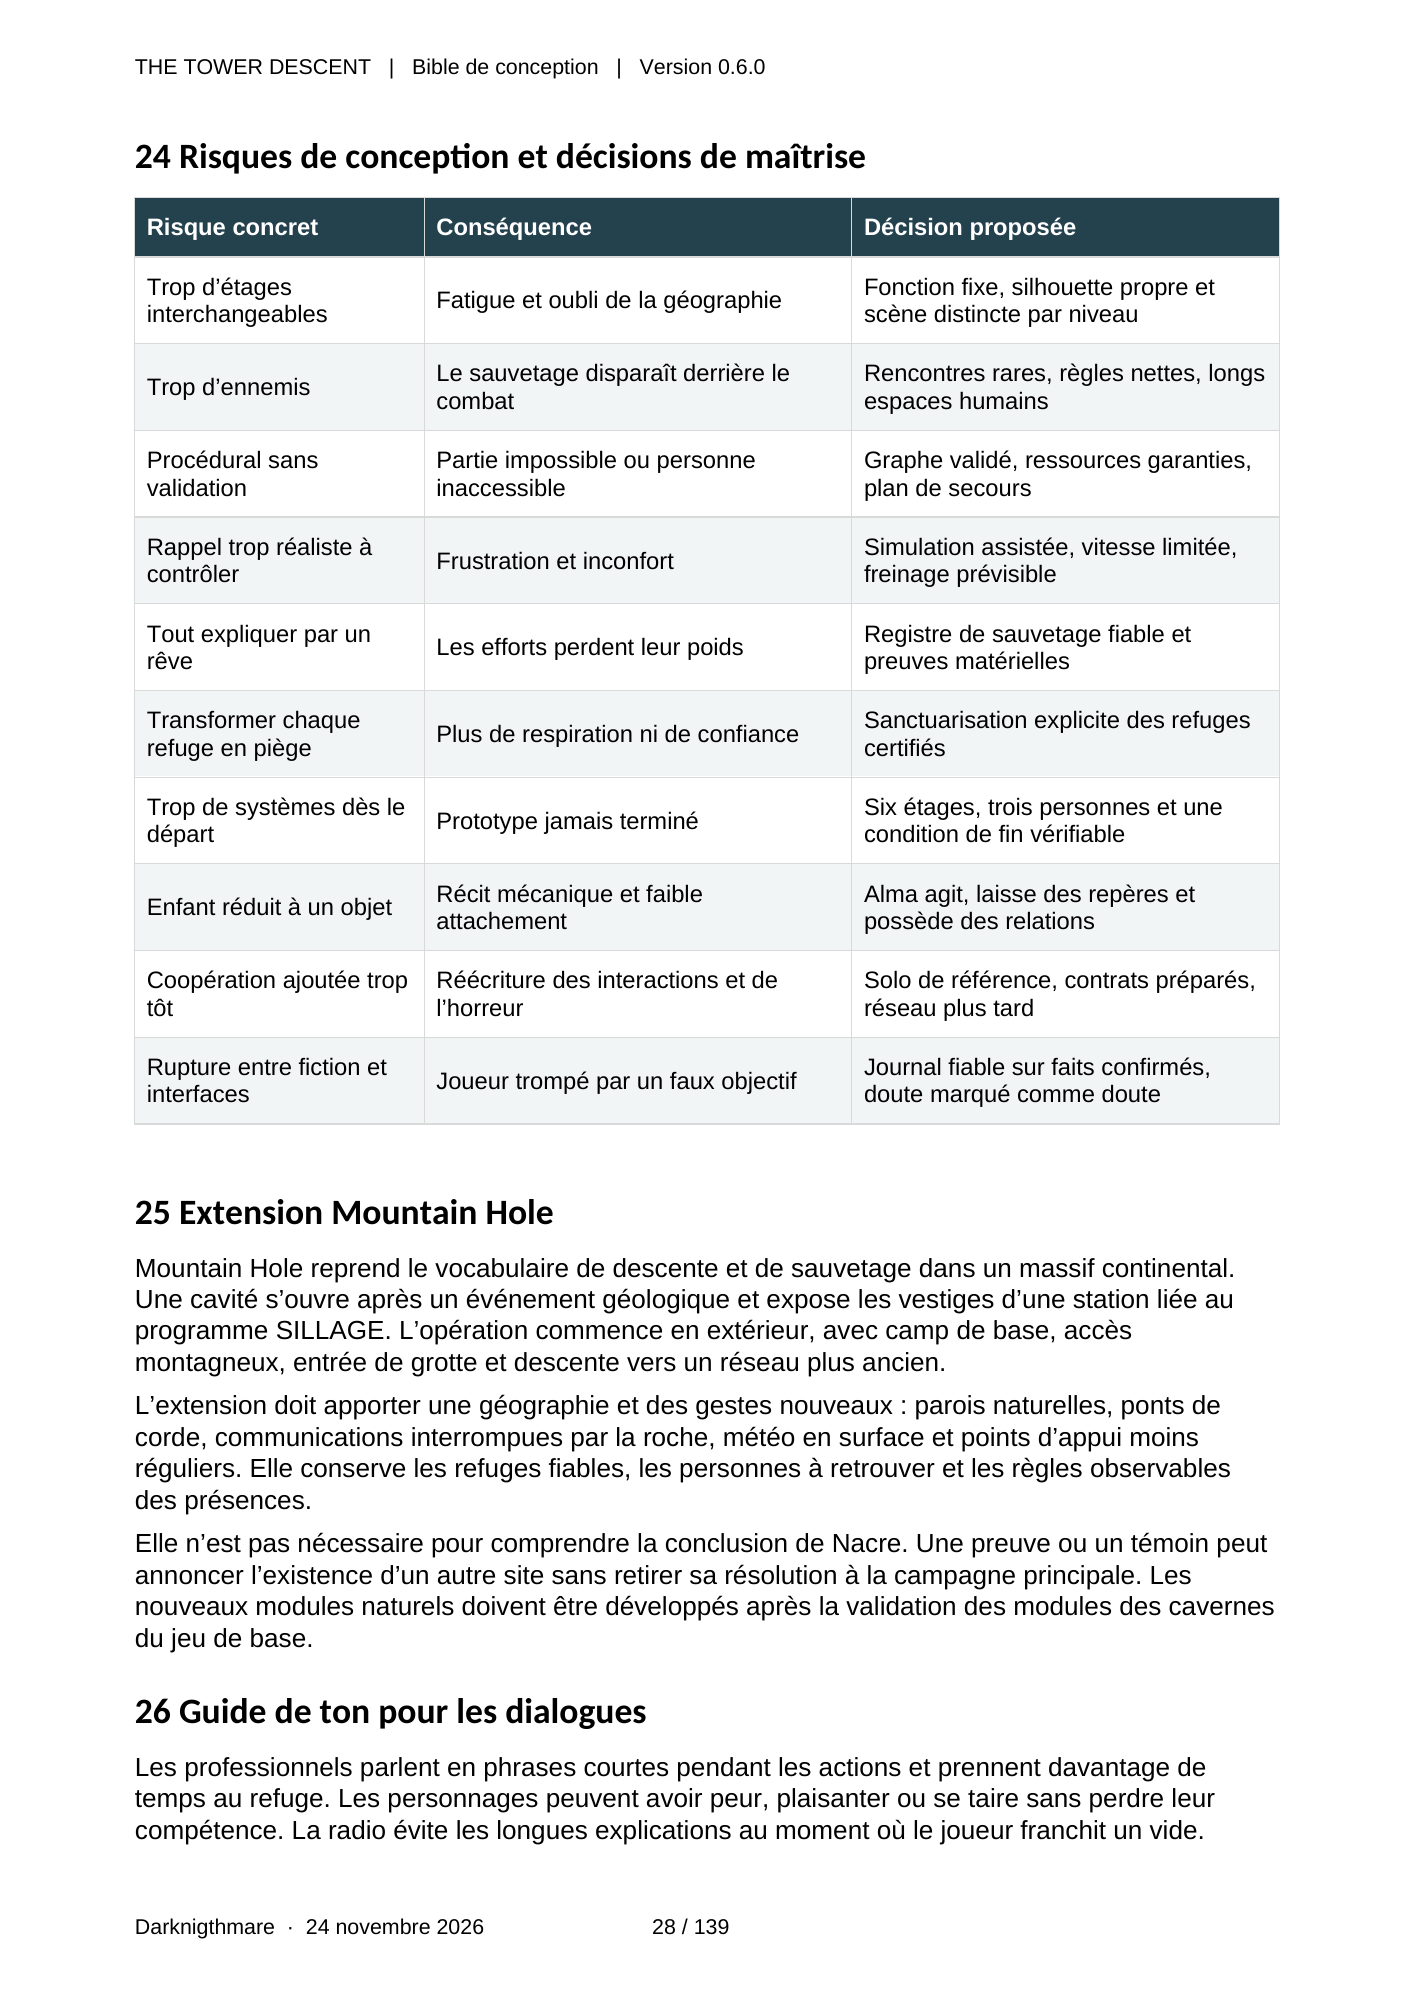 THE TOWER DESCENT | Bible de conception | Version 0.6.0
24 Risques de conception et décisions de maîtrise
Risque concret
Conséquence
Décision proposée
Trop d’étages
interchangeables
Fatigue et oubli de la géographie
Fonction fixe, silhouette propre et
scène distincte par niveau
Trop d’ennemis
Le sauvetage disparaît derrière le
combat
Rencontres rares, règles nettes, longs
espaces humains
Procédural sans
validation
Partie impossible ou personne
inaccessible
Graphe validé, ressources garanties,
plan de secours
Rappel trop réaliste à
contrôler
Frustration et inconfort
Simulation assistée, vitesse limitée,
freinage prévisible
Tout expliquer par un
rêve
Les efforts perdent leur poids
Registre de sauvetage fiable et
preuves matérielles
Transformer chaque
refuge en piège
Plus de respiration ni de confiance
Sanctuarisation explicite des refuges
certifiés
Trop de systèmes dès le
départ
Prototype jamais terminé
Six étages, trois personnes et une
condition de fin vérifiable
Enfant réduit à un objet
Récit mécanique et faible
attachement
Alma agit, laisse des repères et
possède des relations
Coopération ajoutée trop
tôt
Réécriture des interactions et de
l’horreur
Solo de référence, contrats préparés,
réseau plus tard
Rupture entre fiction et
interfaces
Joueur trompé par un faux objectif
Journal fiable sur faits confirmés,
doute marqué comme doute
25 Extension Mountain Hole
Mountain Hole reprend le vocabulaire de descente et de sauvetage dans un massif continental.
Une cavité s’ouvre après un événement géologique et expose les vestiges d’une station liée au
programme SILLAGE. L’opération commence en extérieur, avec camp de base, accès
montagneux, entrée de grotte et descente vers un réseau plus ancien.
L’extension doit apporter une géographie et des gestes nouveaux : parois naturelles, ponts de
corde, communications interrompues par la roche, météo en surface et points d’appui moins
réguliers. Elle conserve les refuges fiables, les personnes à retrouver et les règles observables
des présences.
Elle n’est pas nécessaire pour comprendre la conclusion de Nacre. Une preuve ou un témoin peut
annoncer l’existence d’un autre site sans retirer sa résolution à la campagne principale. Les
nouveaux modules naturels doivent être développés après la validation des modules des cavernes
du jeu de base.
26 Guide de ton pour les dialogues
Les professionnels parlent en phrases courtes pendant les actions et prennent davantage de
temps au refuge. Les personnages peuvent avoir peur, plaisanter ou se taire sans perdre leur
compétence. La radio évite les longues explications au moment où le joueur franchit un vide.
Darknigthmare · 24 novembre 2026
28 / 139